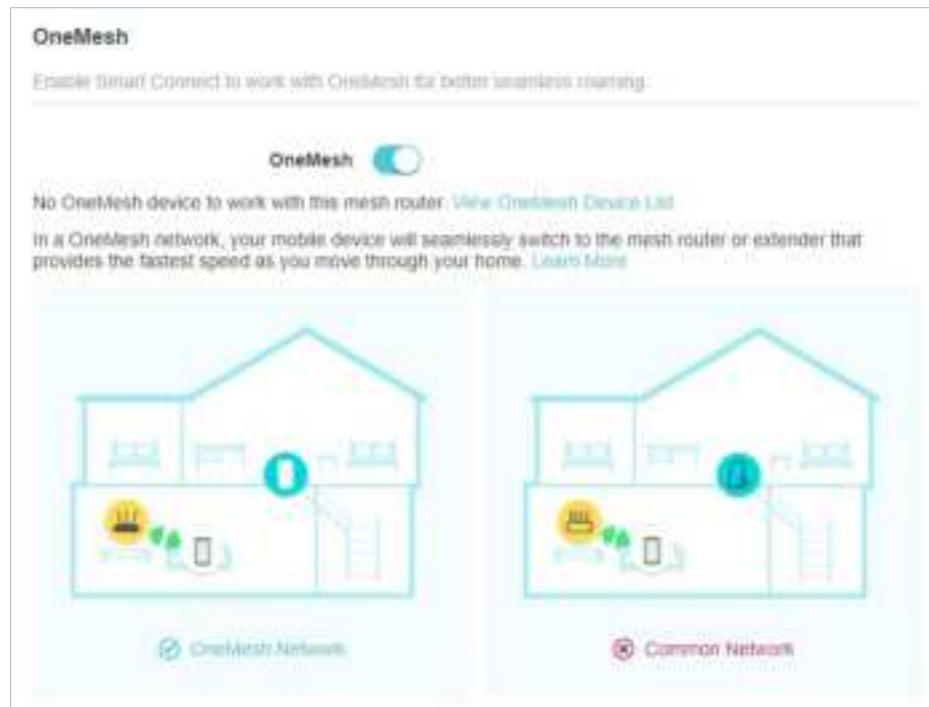 OneMesh
Enable Smart Connect to work with OneMesh for better seamless roaming.
OneMesh
No OneMesh device to work with this mesh router. View OneMesh Device List
In a OneMesh network, your mobile device will seamlessly switch to the mesh router or extender that
provides the fastest speed as you move through your home. Learn More
OneMesh Network
Common Network